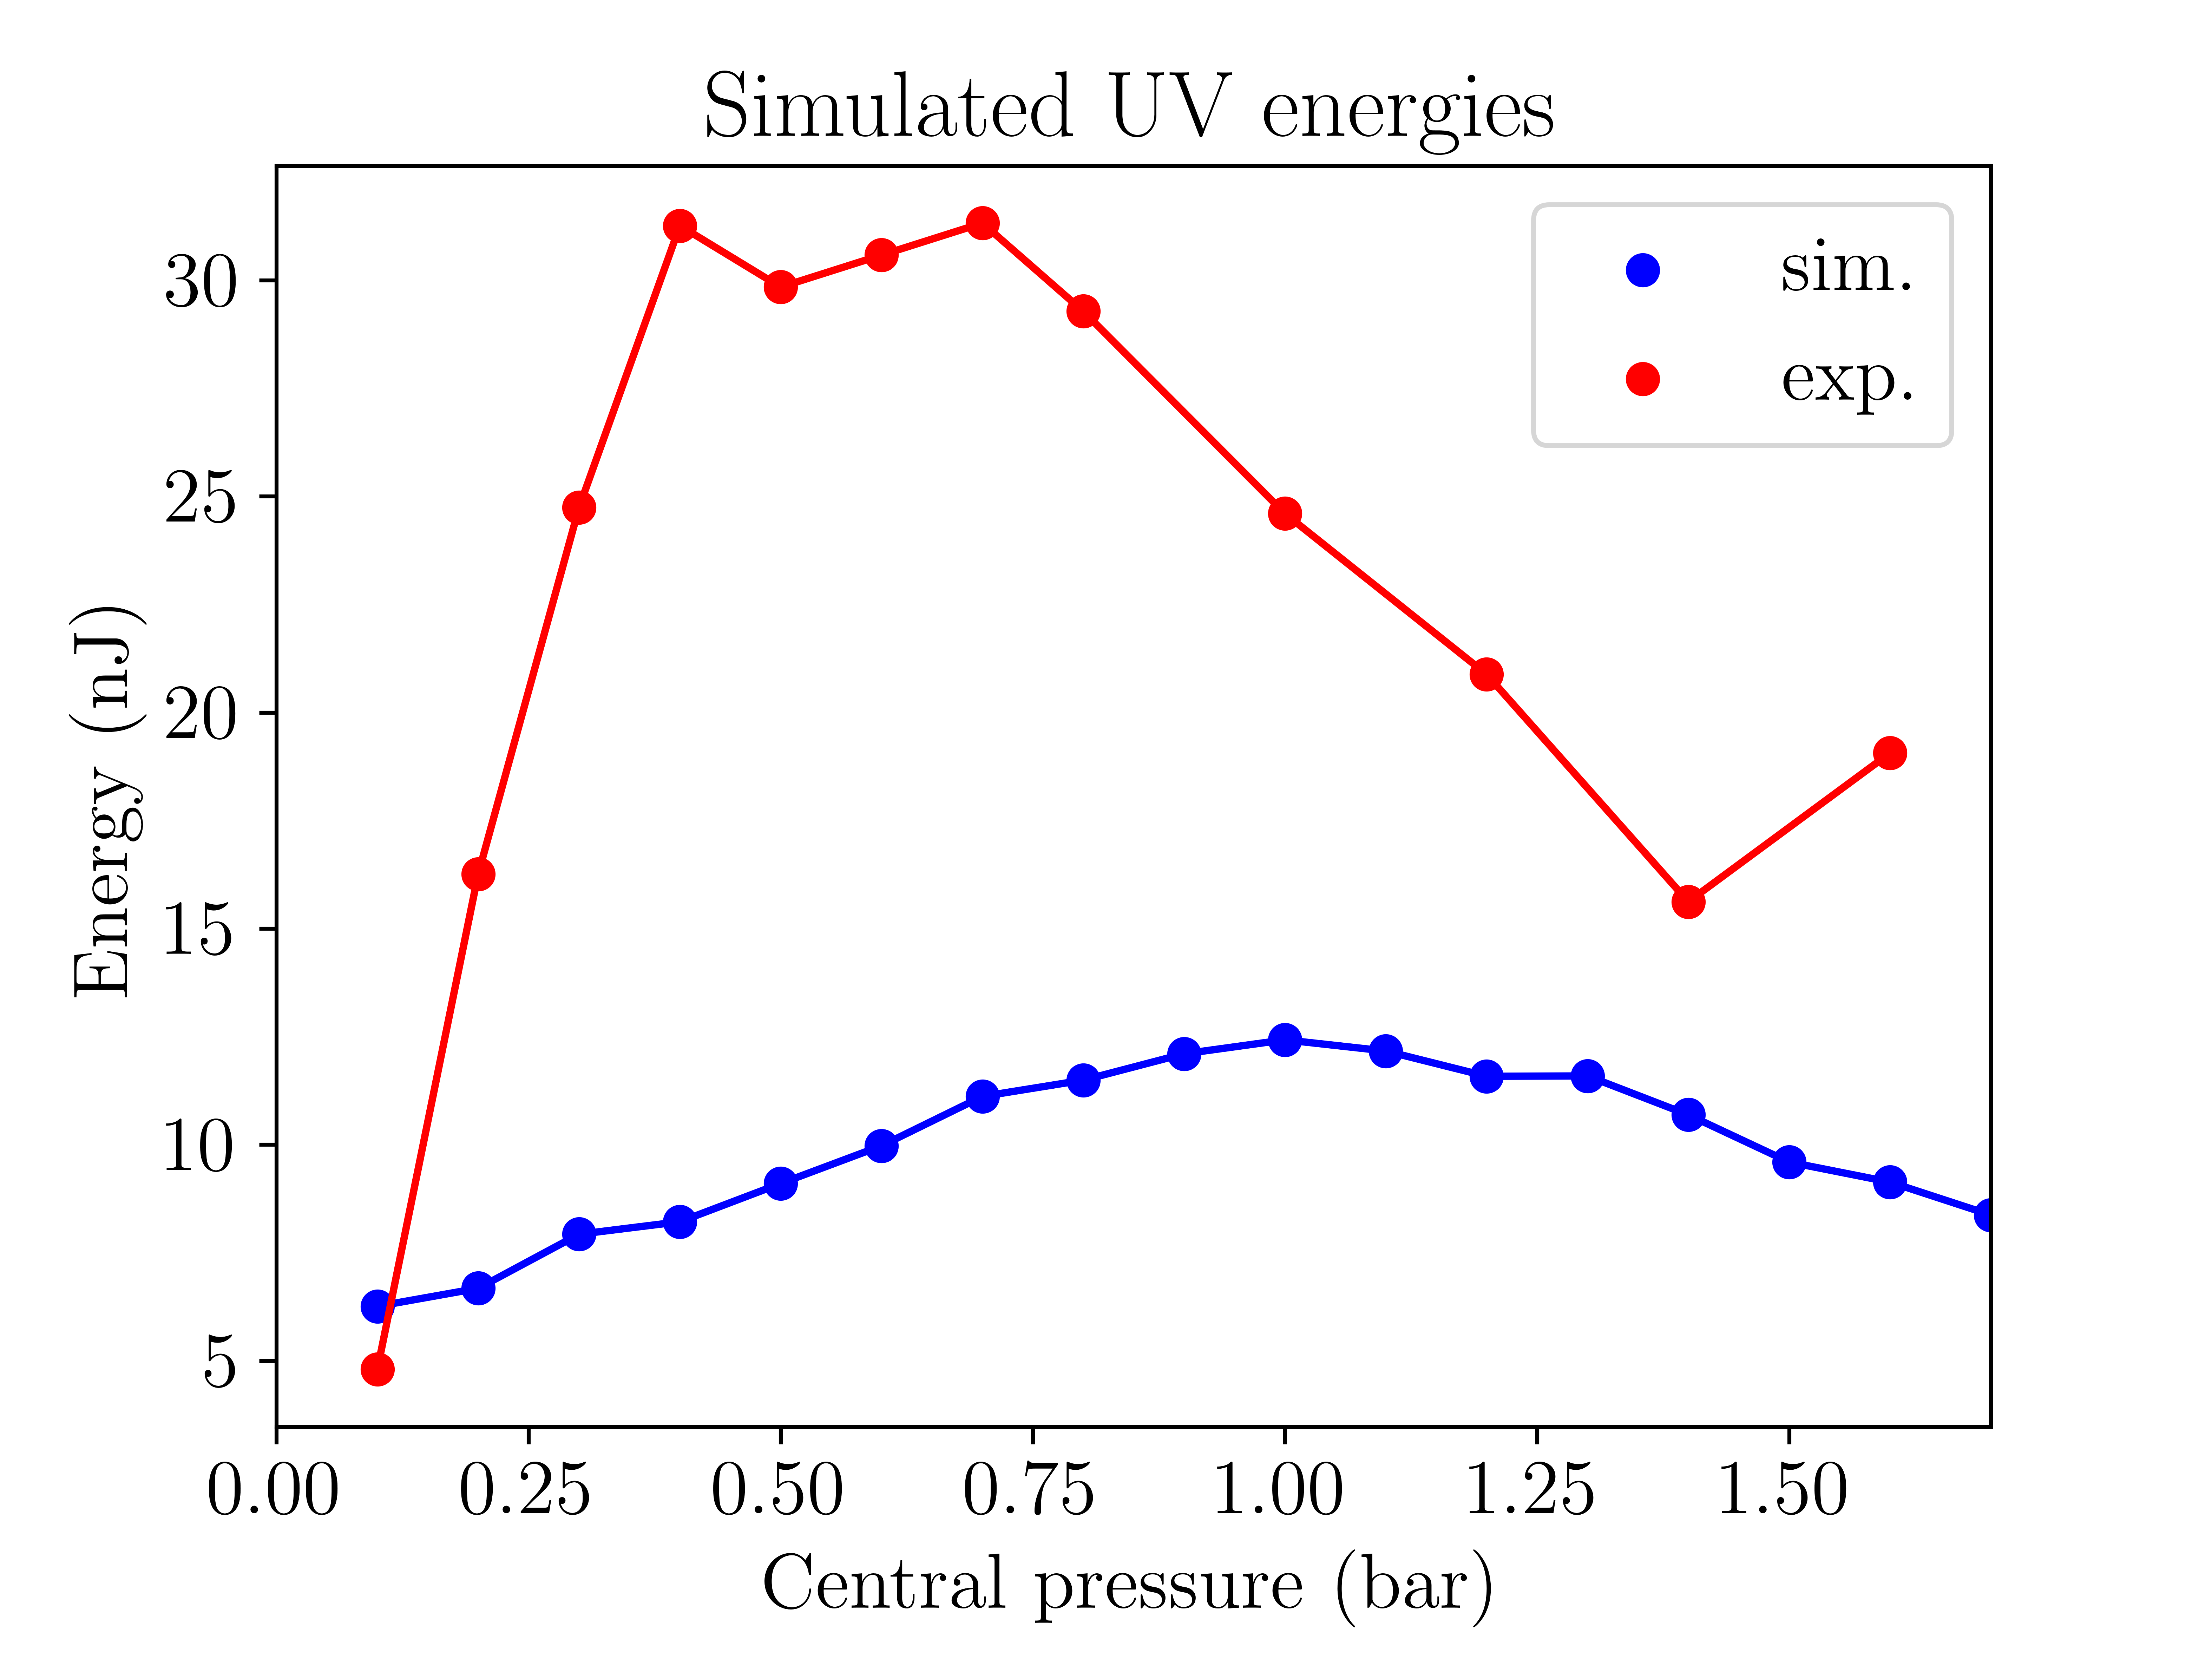 Simulated UV energies
sim.
exp.
30
25
20
15
10
5
Energy (nJ)
0.00 0.25 0.50 0.75 1.00 1.25 1.50
Central pressure (bar)